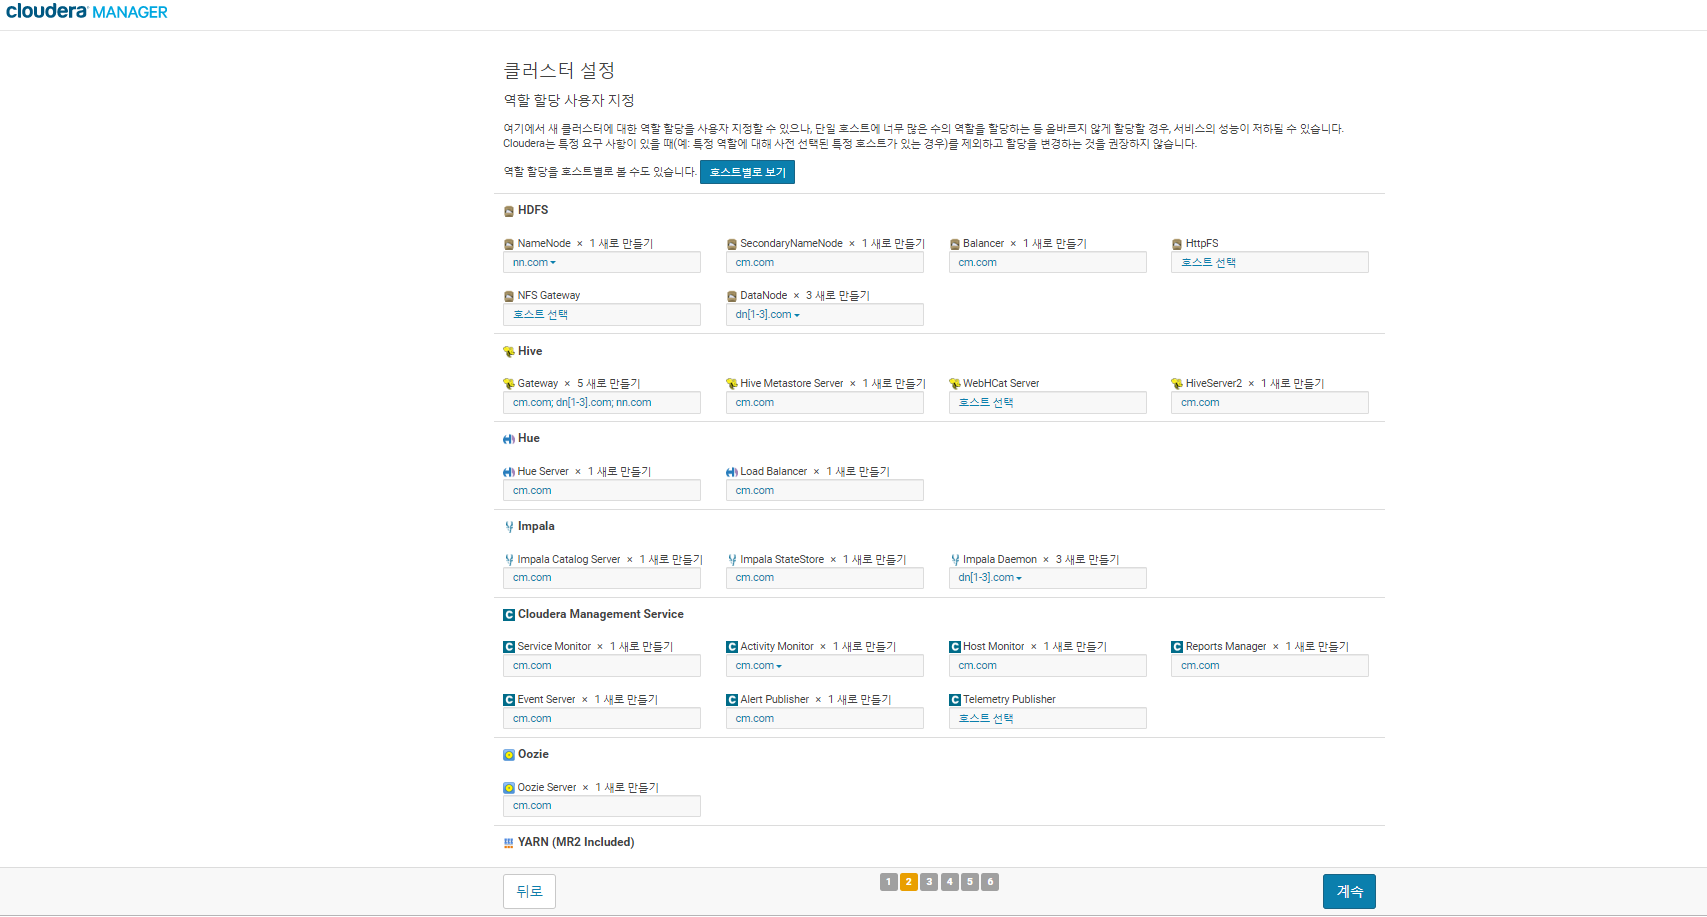 cloudera MANAGER
클러스터 설정
역할 할당 사용자 지정
여기에서 새 클러스터에 대한 역할 할당을 사용자 지정할 수 있으나, 단일 호스트에 너무 많은 수의 역할을 할당하는 등 올바르지 않게 할당할 경우, 서비스의 성능이 저하될 수 있습니다.
Cloudera는 특정 요구 사항이 있을 때(예: 특정 역할에 대해 사전 선택된 특정 호스트가 있는 경우)를 제외하고 할당을 변경하는 것을 권장하지 않습니다.
역할 할당을 호스트별로 볼 수도 있습니다. 호스트별로 보기
HDFS
NameNode × 1 새로 만들기 SecondaryNameNode × 1 새로 만들기 Balancer × 1 새로 만들기 HttpFS
nn.com cm.com cm.com 호스트 선택
NFS Gateway DataNode × 3 새로 만들기
호스트 선택 dn[1-3].com
Hive
Gateway × 5 새로 만들기 Hive Metastore Server × 1 새로 만들기 WebHCat Server HiveServer2 × 1 새로 만들기
cm.com; dn[1-3].com; nn.com cm.com 호스트 선택 cm.com
Hue
Hue Server × 1 새로 만들기 Load Balancer × 1 새로 만들기
cm.com cm.com
Impala
Impala Catalog Server × 1 새로 만들기 Impala StateStore × 1 새로 만들기 Impala Daemon × 3 새로 만들기
cm.com cm.com dn[1-3].com
Cloudera Management Service
Service Monitor × 1 새로 만들기 Activity Monitor × 1 새로 만들기 Host Monitor × 1 새로 만들기 Reports Manager × 1 새로 만들기
cm.com cm.com cm.com cm.com
Event Server × 1 새로 만들기 Alert Publisher × 1 새로 만들기 Telemetry Publisher
cm.com cm.com 호스트 선택
Oozie
Oozie Server × 1 새로 만들기
cm.com
YARN (MR2 Included)
뒤로 1 2 3 4 5 6 계속